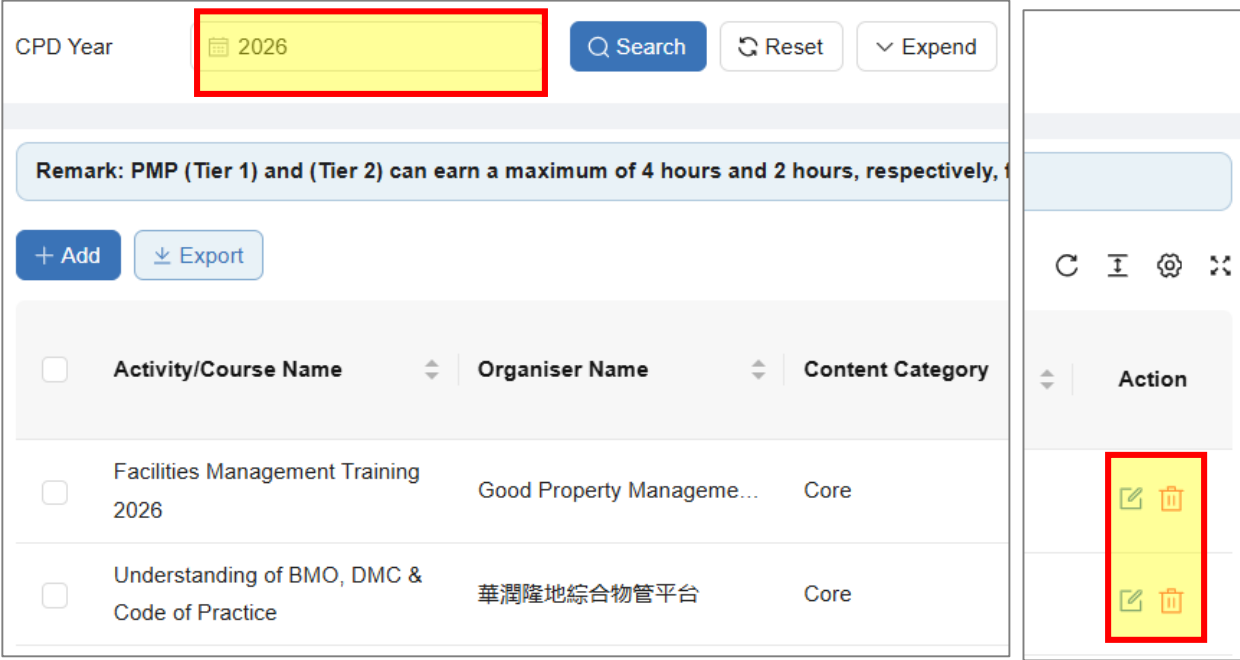 CPD Year
2026
Search
Reset
Expend
Remark: PMP (Tier 1) and (Tier 2) can earn a maximum of 4 hours and 2 hours, respectively,
Add
Export
Activity/Course Name
Organiser Name
Content Category
Action
Facilities Management Training
2026
Good Property Manageme...
Core
Understanding of BMO, DMC &
Code of Practice
華潤隆地綜合物管平台
Core